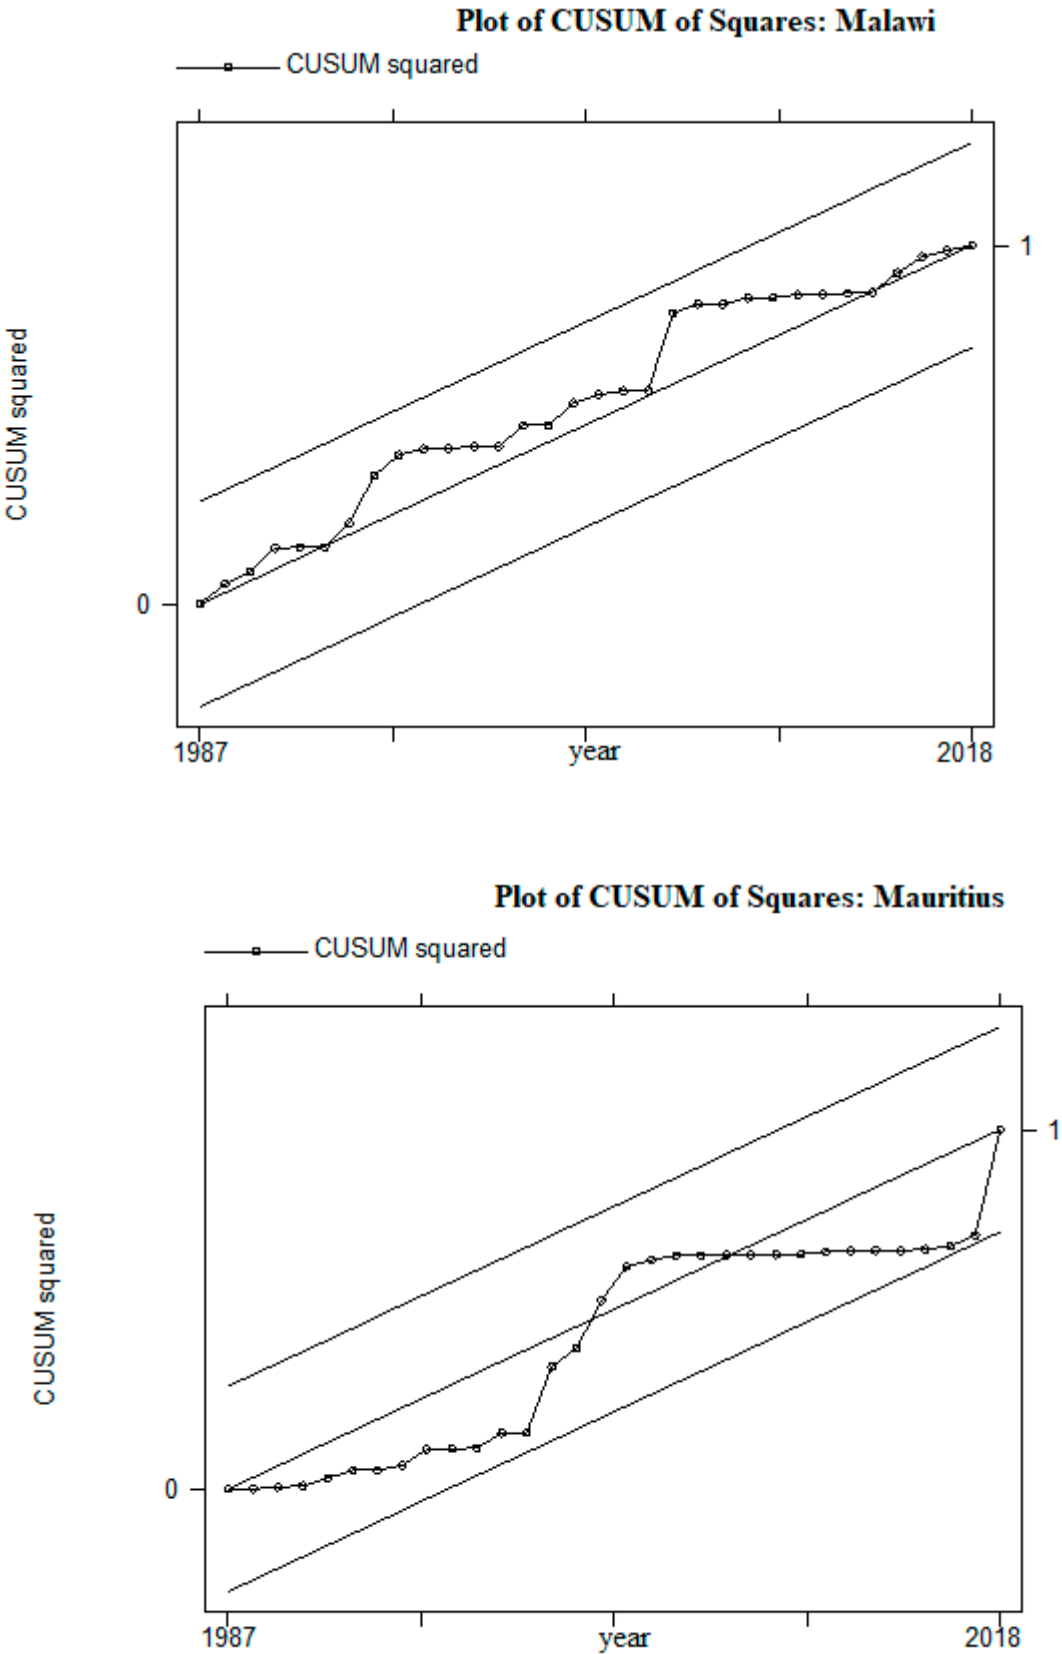 Plot of CUSUM of Squares: Malawi
CUSUM squared
CUSUM squared
1
0
1987
year
2018
Plot of CUSUM of Squares: Mauritius
CUSUM squared
CUSUM squared
1
0
1987
year
2018